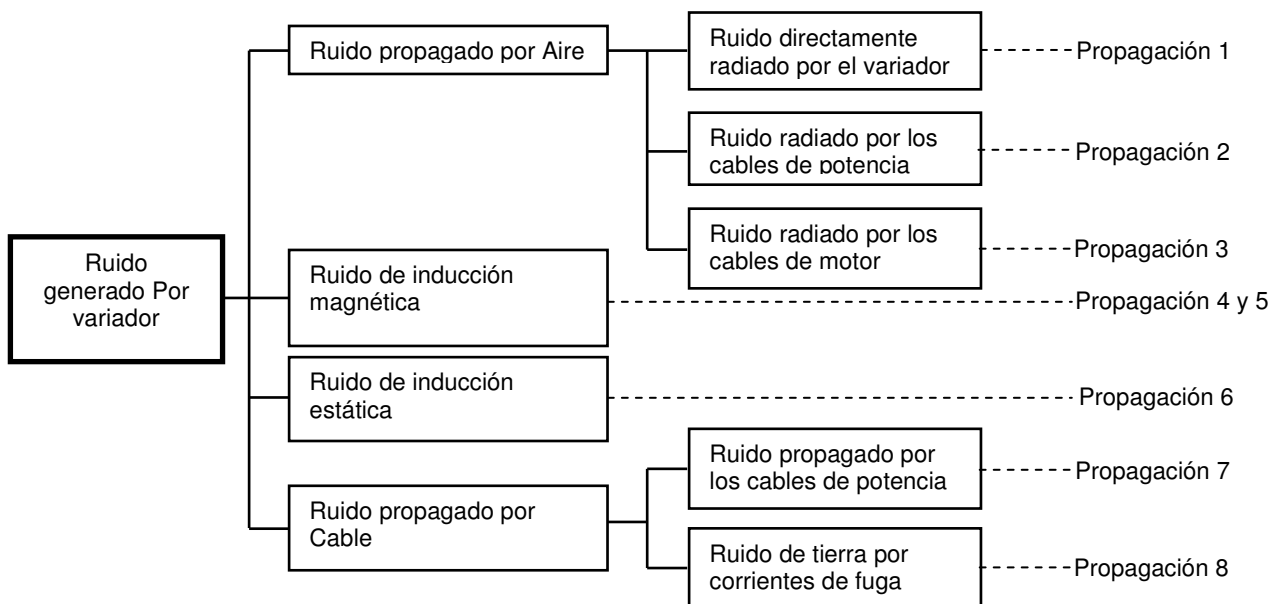 Ruido propagado por Aire
Ruido directamente
radiado por el variador
Propagación 1
Ruido radiado por los
cables de potencia
Propagación 2
Ruido radiado por los
cables de motor
Propagación 3
Ruido
generado Por
variador
Ruido de inducción
magnética
Propagación 4 y 5
Ruido de inducción
estática
Propagación 6
Ruido propagado por
Cable
Ruido propagado por
los cables de potencia
Propagación 7
Ruido de tierra por
corrientes de fuga
Propagación 8